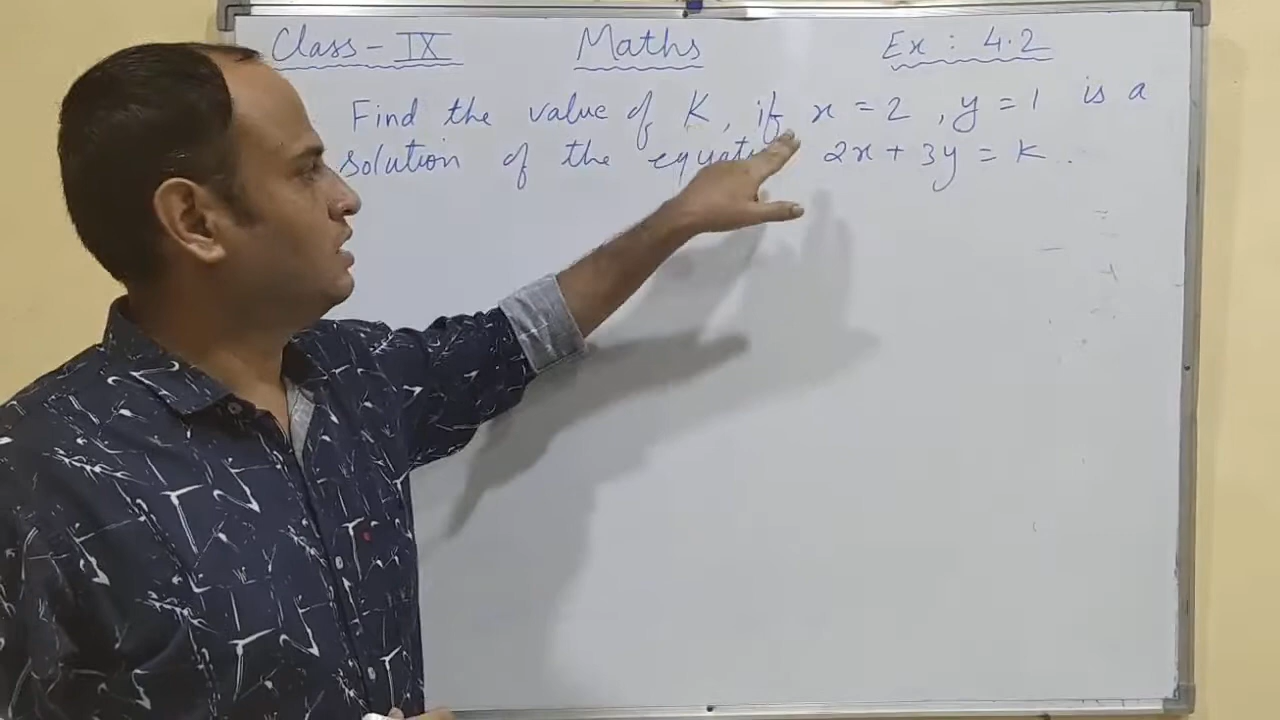 Class - IX Maths Ex : 4.2
Find the value of K, if x = 2, y = 1 is a
solution of the 2x + 3y = K.